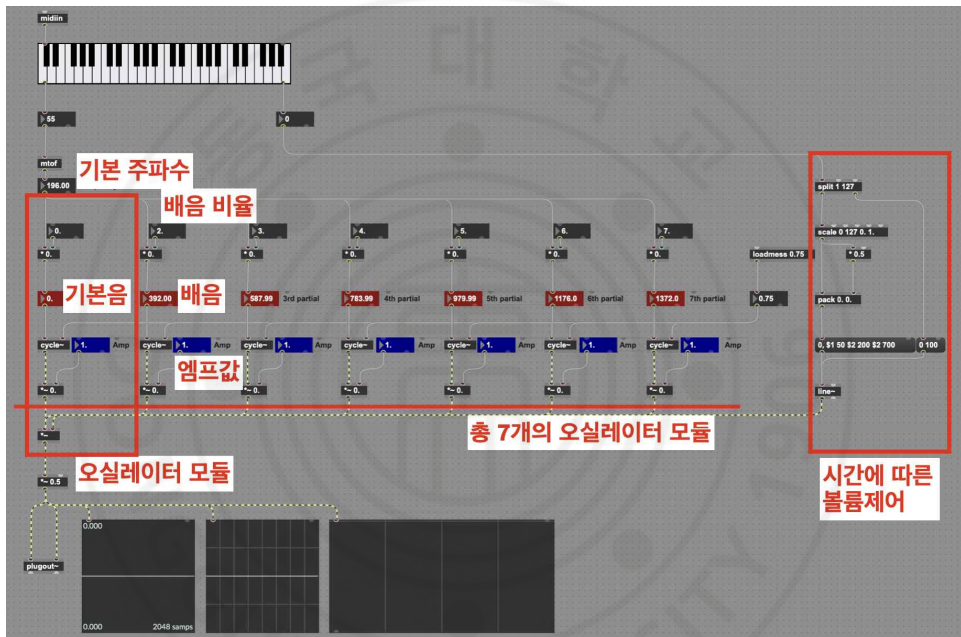 midiin
55
0
mtof
기본 주파수
196.00
배음 비율
split 1 127
0.
2.
3.
4.
5.
6.
7.
scale 0 127 0. 1.
* 0.
* 0.
* 0.
* 0.
* 0.
* 0.
* 0.
loadmess 0.75
* 0.5
기본음
배음
0.
392.00
587.99
3rd partial
783.99
4th partial
979.99
5th partial
1176.0
6th partial
1372.0
7th partial
0.75
pack 0. 0.
cycle~
1.
Amp
cycle~
1.
Amp
cycle~
1.
Amp
cycle~
1.
Amp
cycle~
1.
Amp
cycle~
1.
Amp
cycle~
1.
Amp
0, $1 50 $2 200 $2 700
0 100
엠프값
*~ 0.
*~ 0.
*~ 0.
*~ 0.
*~ 0.
*~ 0.
*~ 0.
line~
총 7개의 오실레이터 모듈
*~
오실레이터 모듈
시간에 따른
볼륨제어
*~ 0.5
0.000
plugout~
0.000
2048 samps